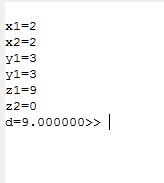 x1=2
x2=2
y1=3
y1=3
z1=9
z2=0
d=9.000000>>